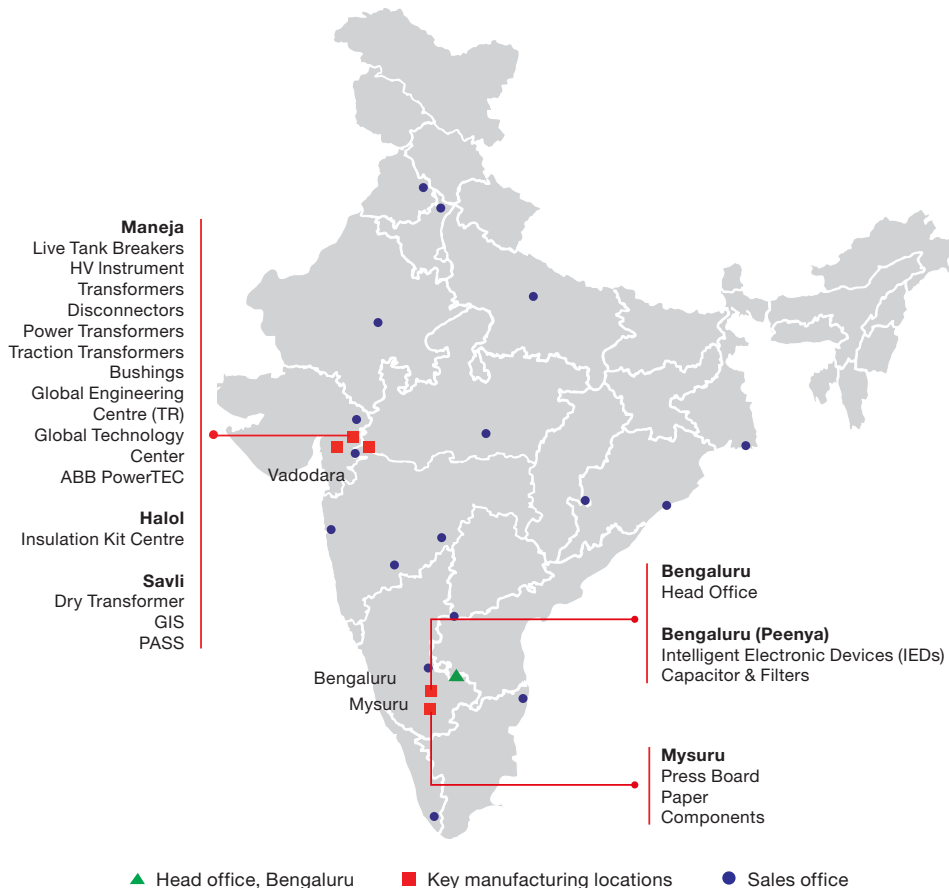 Maneja
Live Tank Breakers
HV Instrument
Transformers
Disconnectors
Power Transformers
Traction Transformers
Bushings
Global Engineering
Centre (TR)
Global Technology
Center
ABB PowerTEC
Halol
Insulation Kit Centre
Savli
Dry Transformer
GIS
PASS
Vadodara
Bengaluru
Mysuru
Bengaluru
Head Office
Bengaluru (Peenya)
Intelligent Electronic Devices (IEDs)
Capacitor & Filters
Mysuru
Press Board
Paper
Components
Head office, Bengaluru
Key manufacturing locations
Sales office